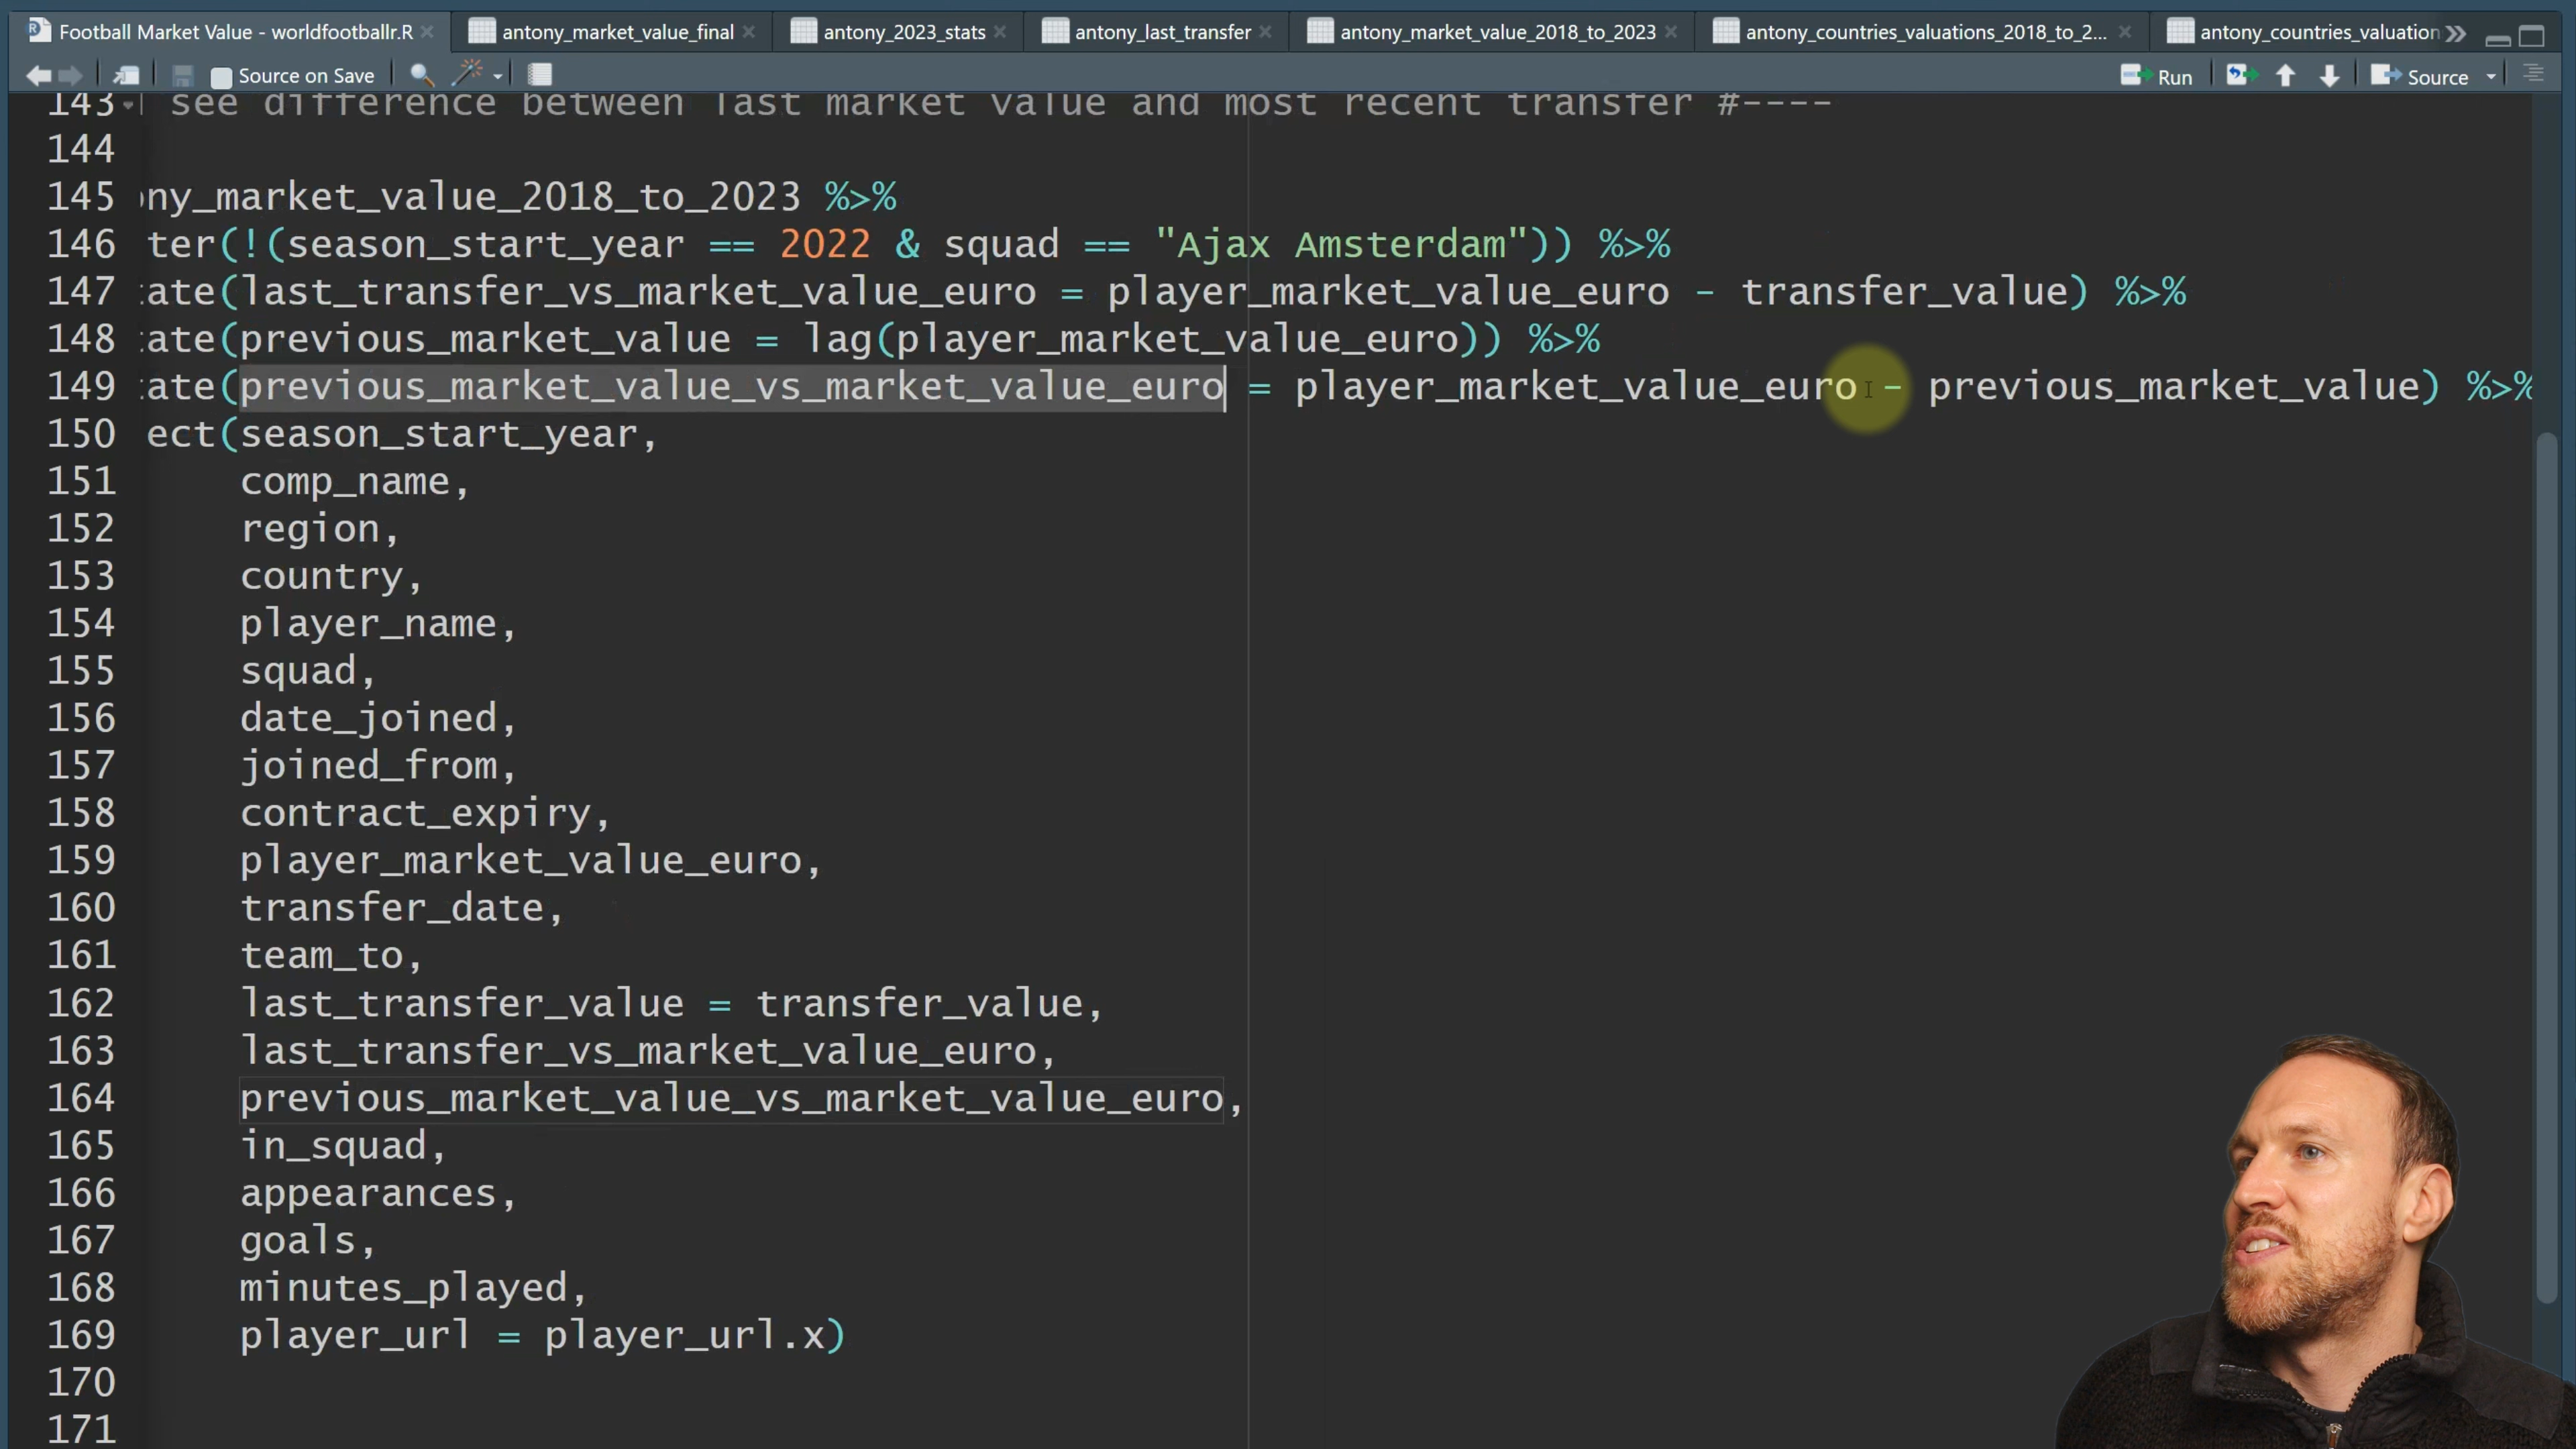 Football Market Value - worldfootballr.R antony_market_value_final antony_2023_stats antony_last_transfer antony_market_value_2018_to_2023 antony_countries_valuations_2018_to_2... antony_countries_valuation
Source on Save Run Source
143 see difference between last market value and most recent transfer #----
144
145 ny_market_value_2018_to_2023 %>%
146 ter(!(season_start_year == 2022 & squad == "Ajax Amsterdam")) %>%
147 ate(last_transfer_vs_market_value_euro = player_market_value_euro - transfer_value) %>%
148 ate(previous_market_value = lag(player_market_value_euro)) %>%
149 ate(previous_market_value_vs_market_value_euro = player_market_value_euro - previous_market_value) %>%
150 ect(season_start_year,
151 comp_name,
152 region,
153 country,
154 player_name,
155 squad,
156 date_joined,
157 joined_from,
158 contract_expiry,
159 player_market_value_euro,
160 transfer_date,
161 team_to,
162 last_transfer_value = transfer_value,
163 last_transfer_vs_market_value_euro,
164 previous_market_value_vs_market_value_euro,
165 in_squad,
166 appearances,
167 goals,
168 minutes_played,
169 player_url = player_url.x)
170
171